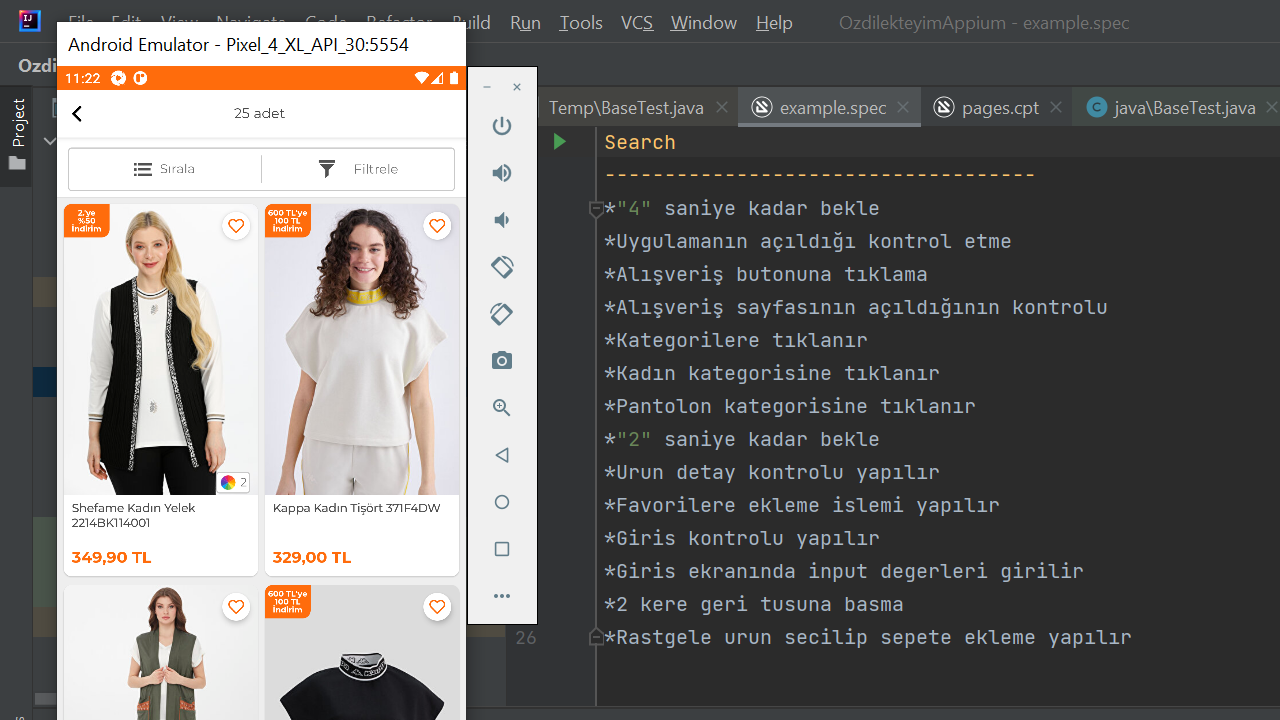 File Edit View Navigate Code Refactor Build Run Tools VCS Window Help OzdilekteyimAppium - example.spec
Android Emulator - Pixel_4_XL_API_30:5554
Ozdi
11:22
25 adet
Sırala Filtrele
Project
Temp\BaseTest.java example.spec pages.cpt java\BaseTest.java
2.'ye
%50
İndirim
600 TL'ye
100 TL
İndirim
2
Shefame Kadın Yelek
2214BK114001
349,90 TL
Kappa Kadın Tişört 371F4DW
329,00 TL
600 TL'ye
100 TL
İndirim
Search
------------------------------------
*"4" saniye kadar bekle
*Uygulamanın açıldığı kontrol etme
*Alışveriş butonuna tıklama
*Alışveriş sayfasının açıldığının kontrolu
*Kategorilere tıklanır
*Kadın kategorisine tıklanır
*Pantolon kategorisine tıklanır
*"2" saniye kadar bekle
*Urun detay kontrolu yapılır
*Favorilere ekleme islemi yapılır
*Giris kontrolu yapılır
*Giris ekranında input degerleri girilir
*2 kere geri tusuna basma
26 *Rastgele urun secilip sepete ekleme yapılır